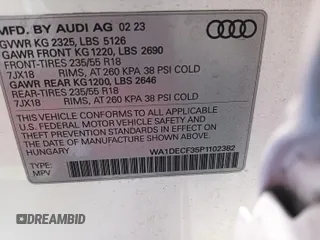 MFD. BY AUDI AG 02 23
GVWR KG 2325, LBS 5126
GAWR FRONT KG1220, LBS 2690
FRONT-TIRES 235/55 R18
7JX18 RIMS, AT 260 KPA 38 PSI COLD
GAWR REAR KG1200, LBS 2646
REAR-TIRES 235/55 R18
7JX18 RIMS, AT 260 KPA 38 PSI COLD
THIS VEHICLE CONFORMS TO ALL APPLICABLE
U.S. FEDERAL MOTOR VEHICLE SAFETY AND
THEFT PREVENTION STANDARDS IN EFFECT ON
THE DATE OF MANUFACTURE SHOWN ABOVE.
HUNGARY WA1DECF35P1102382
TYPE:
MPV
DREAMBID